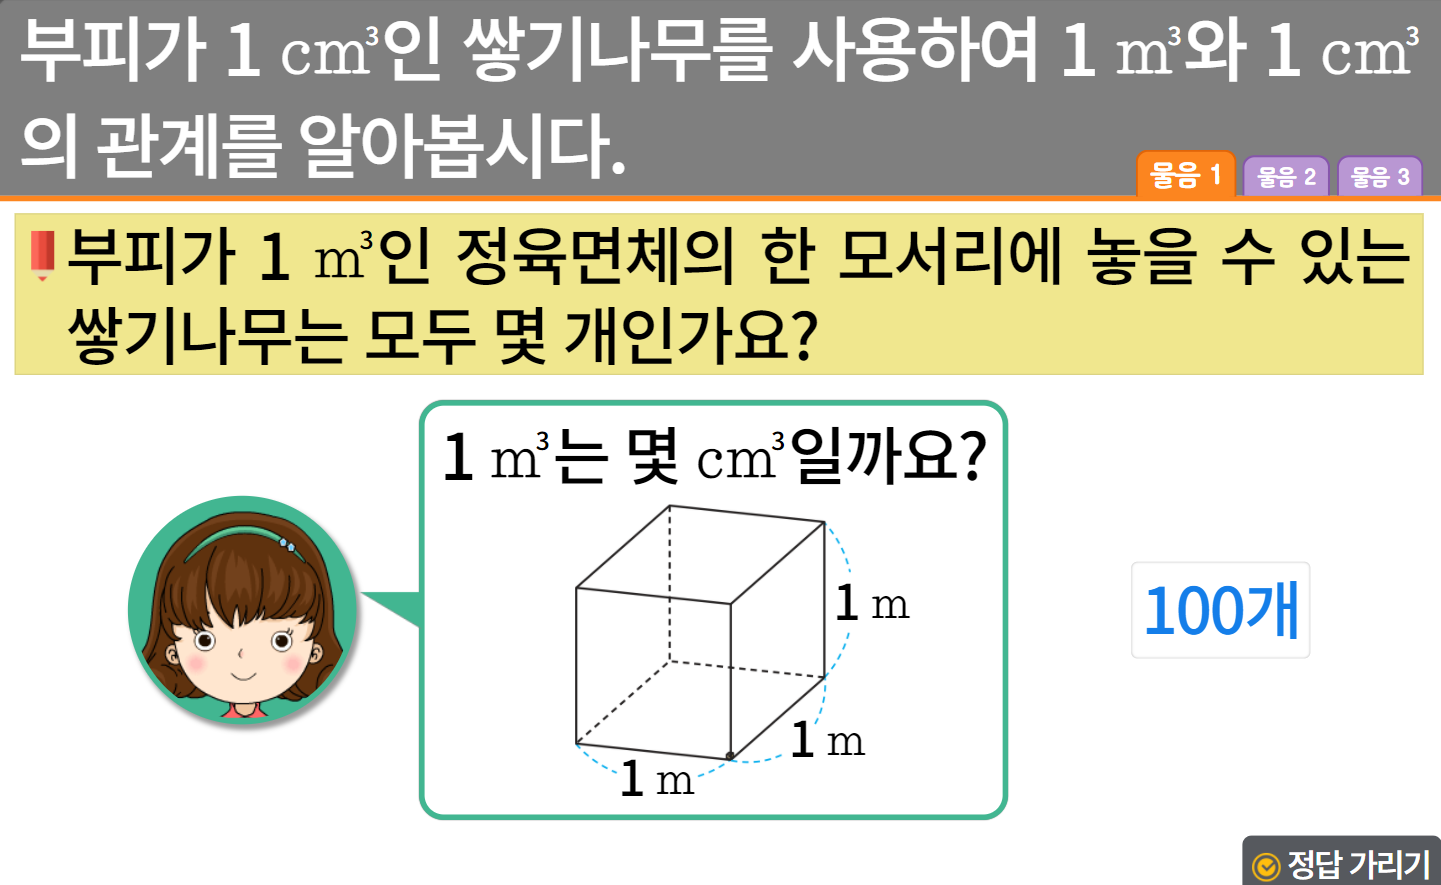 부피가 1 cm³인 쌓기나무를 사용하여 1 m³와 1 cm³
의 관계를 알아봅시다.
물음 1 물음 2 물음 3
부피가 1 m³인 정육면체의 한 모서리에 놓을 수 있는
쌓기나무는 모두 몇 개인가요?
1 m³는 몇 cm³일까요?
1 m
1 m
1 m
100개
정답 가리기